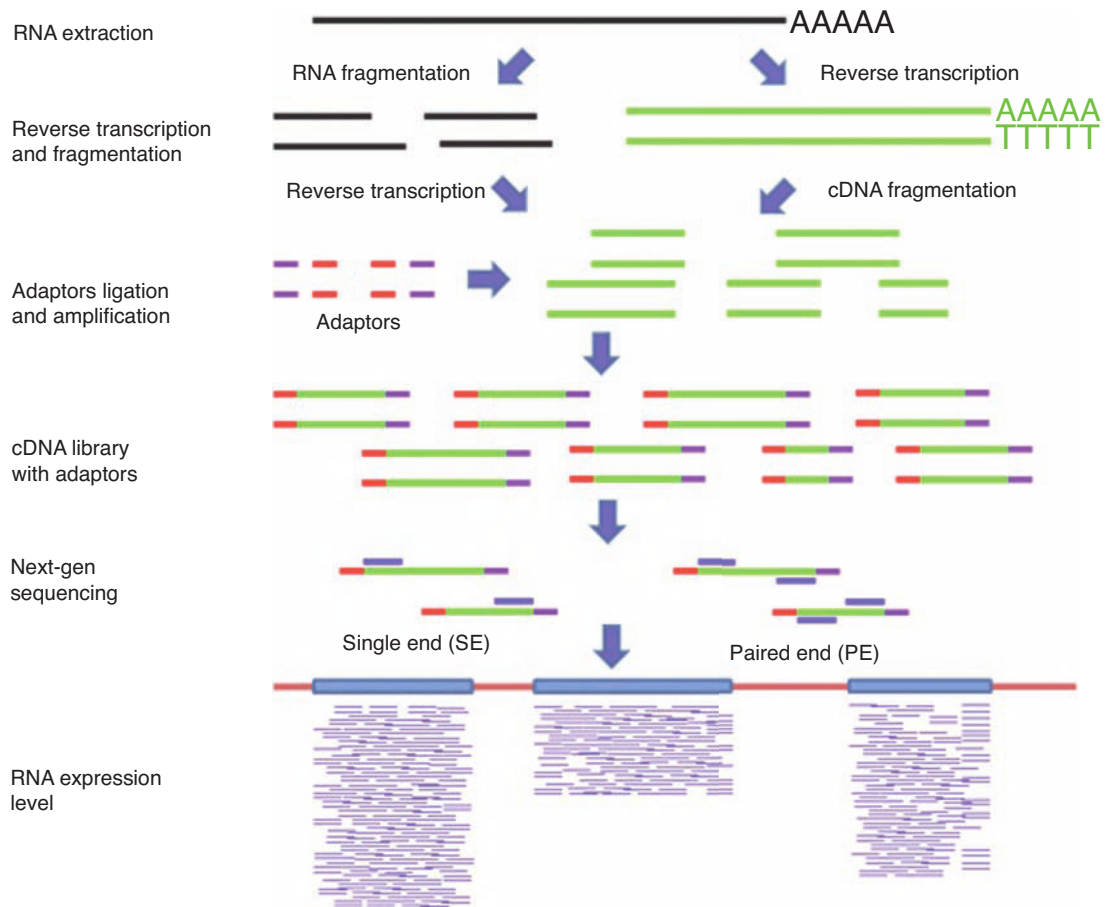 RNA extraction
AAAAA
RNA fragmentation
Reverse transcription
Reverse transcription
and fragmentation
AAAAA
TTTTT
Reverse transcription
cDNA fragmentation
Adaptors ligation
and amplification
Adaptors
cDNA library
with adaptors
Next-gen
sequencing
Single end (SE)
Paired end (PE)
RNA expression
level